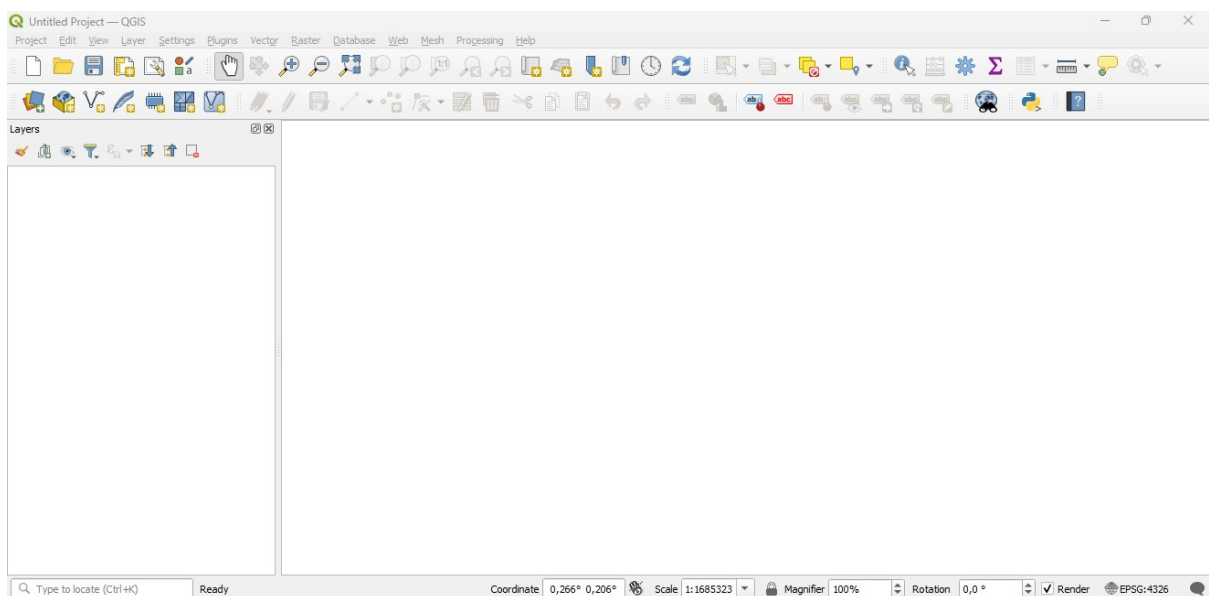 Untitled Project — QGIS
Project Edit View Layer Settings Plugins Vector Raster Database Web Mesh Processing Help
Layers
Type to locate (Ctrl+K) Ready Coordinate 0,266° 0,206° Scale 1:1685323 Magnifier 100% Rotation 0,0 ° Render EPSG:4326